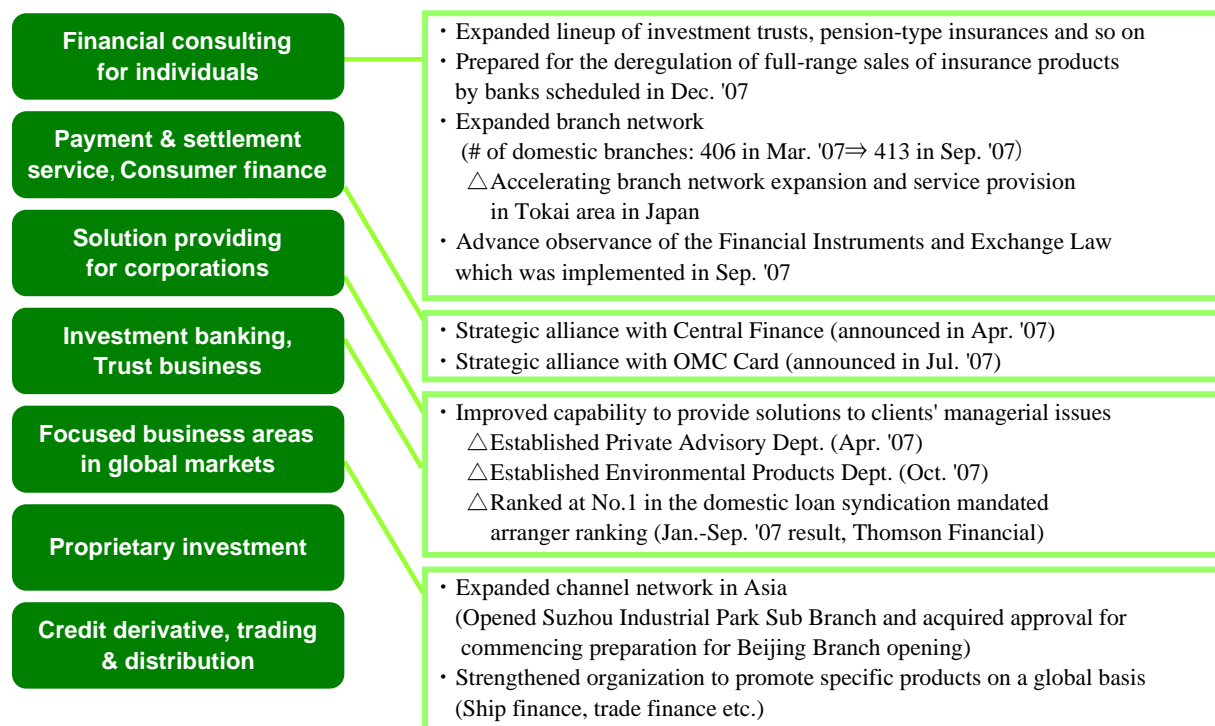 Financial consulting
for individuals
Payment & settlement
service, Consumer finance
Solution providing
for corporations
Investment banking,
Trust business
Focused business areas
in global markets
Proprietary investment
Credit derivative, trading
& distribution
・Expanded lineup of investment trusts, pension-type insurances and so on
・Prepared for the deregulation of full-range sales of insurance products
by banks scheduled in Dec. '07
・Expanded branch network
(# of domestic branches: 406 in Mar. '07⇒ 413 in Sep. '07)
△Accelerating branch network expansion and service provision
in Tokai area in Japan
・Advance observance of the Financial Instruments and Exchange Law
which was implemented in Sep. '07
・Strategic alliance with Central Finance (announced in Apr. '07)
・Strategic alliance with OMC Card (announced in Jul. '07)
・Improved capability to provide solutions to clients' managerial issues
△Established Private Advisory Dept. (Apr. '07)
△Established Environmental Products Dept. (Oct. '07)
△Ranked at No.1 in the domestic loan syndication mandated
arranger ranking (Jan.-Sep. '07 result, Thomson Financial)
・Expanded channel network in Asia
(Opened Suzhou Industrial Park Sub Branch and acquired approval for
commencing preparation for Beijing Branch opening)
・Strengthened organization to promote specific products on a global basis
(Ship finance, trade finance etc.)